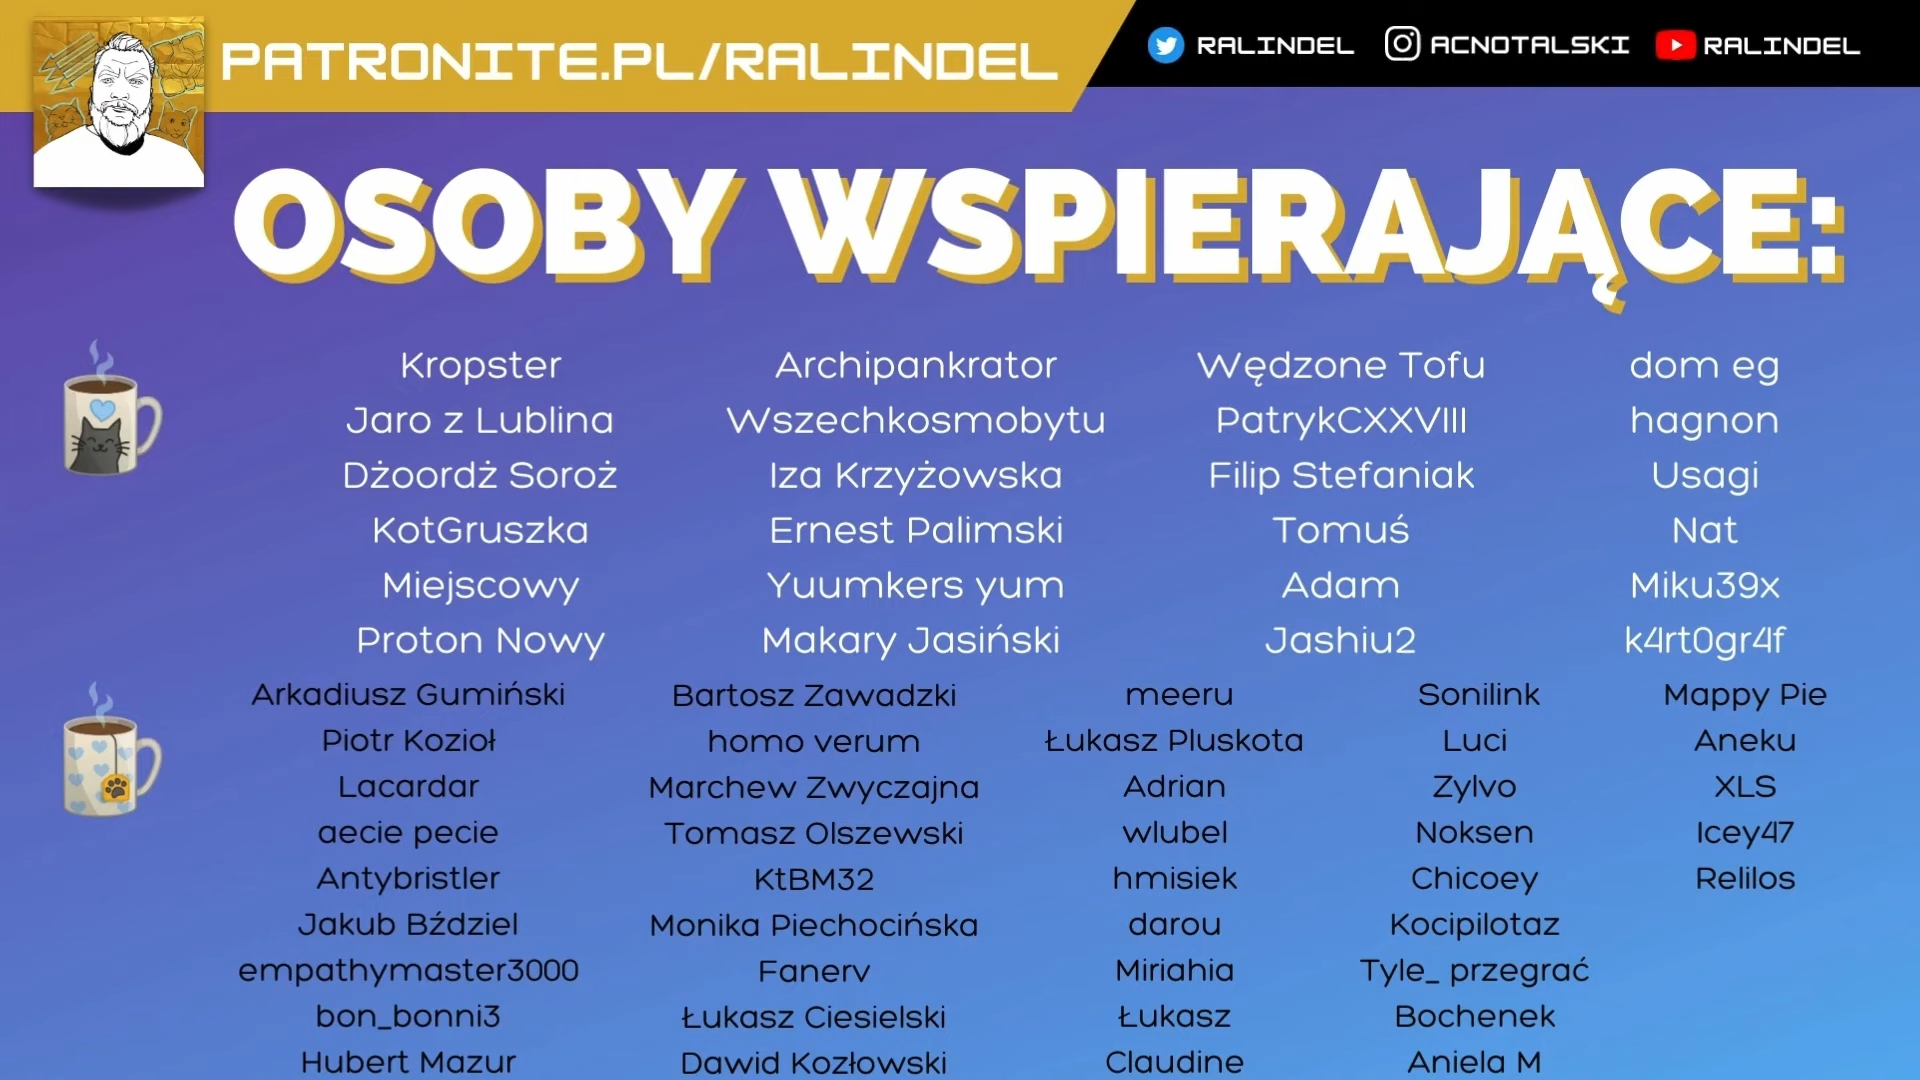 PATRONITE.PL/RALINDEL
RALINDEL
ACNOTALSKI
RALINDEL
OSOBY WSPIERAJĄCE:
Kropster
Jaro z Lublina
Dżoordż Soroż
KotGruszka
Miejscowy
Proton Nowy
Archipankrator
Wszechkosmobytu
Iza Krzyżowska
Ernest Palimski
Yuumkers yum
Makary Jasiński
Wędzone Tofu
PatrykCXXVIII
Filip Stefaniak
Tomuś
Adam
Jashiu2
dom eg
hagnon
Usagi
Nat
Miku39x
k4rt0gr4f
Arkadiusz Gumiński
Piotr Kozioł
Lacardar
aecie pecie
Antybristler
Jakub Bździel
empathymaster3000
bon_bonni3
Hubert Mazur
Bartosz Zawadzki
homo verum
Marchew Zwyczajna
Tomasz Olszewski
KtBM32
Monika Piechocińska
Fanerv
Łukasz Ciesielski
Dawid Kozłowski
meeru
Łukasz Pluskota
Adrian
wlubel
hmisiek
darou
Miriahia
Łukasz
Claudine
Sonilink
Luci
Zylvo
Noksen
Chicoey
Kocipilotaz
Tyle_ przegrać
Bochenek
Aniela M
Mappy Pie
Aneku
XLS
Icey47
Relilos